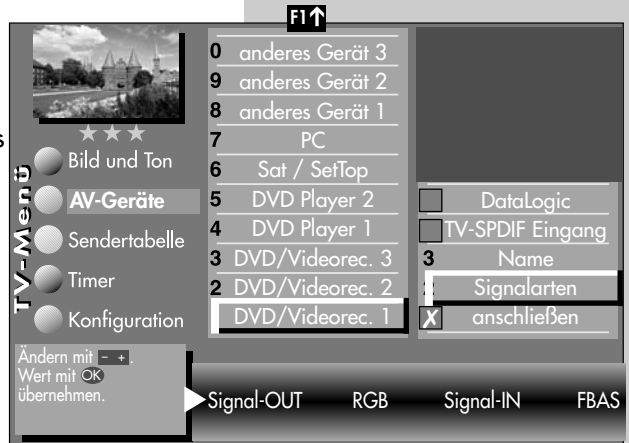 F1↑
0 anderes Gerät 3
9 anderes Gerät 2
8 anderes Gerät 1
7 PC
6 Sat / SetTop
5 DVD Player 2
4 DVD Player 1
3 DVD/Videorec. 3
2 DVD/Videorec. 2
DVD/Videorec. 1
s
TV-Menü
Bild und Ton
AV-Geräte
Sendertabelle
Timer
Konfiguration
DataLogic
TV-SPDIF Eingang
3 Name
2 Signalarten
X anschließen
Ändern mit - +.
Wert mit OK
übernehmen.
Signal-OUT RGB Signal-IN FBAS